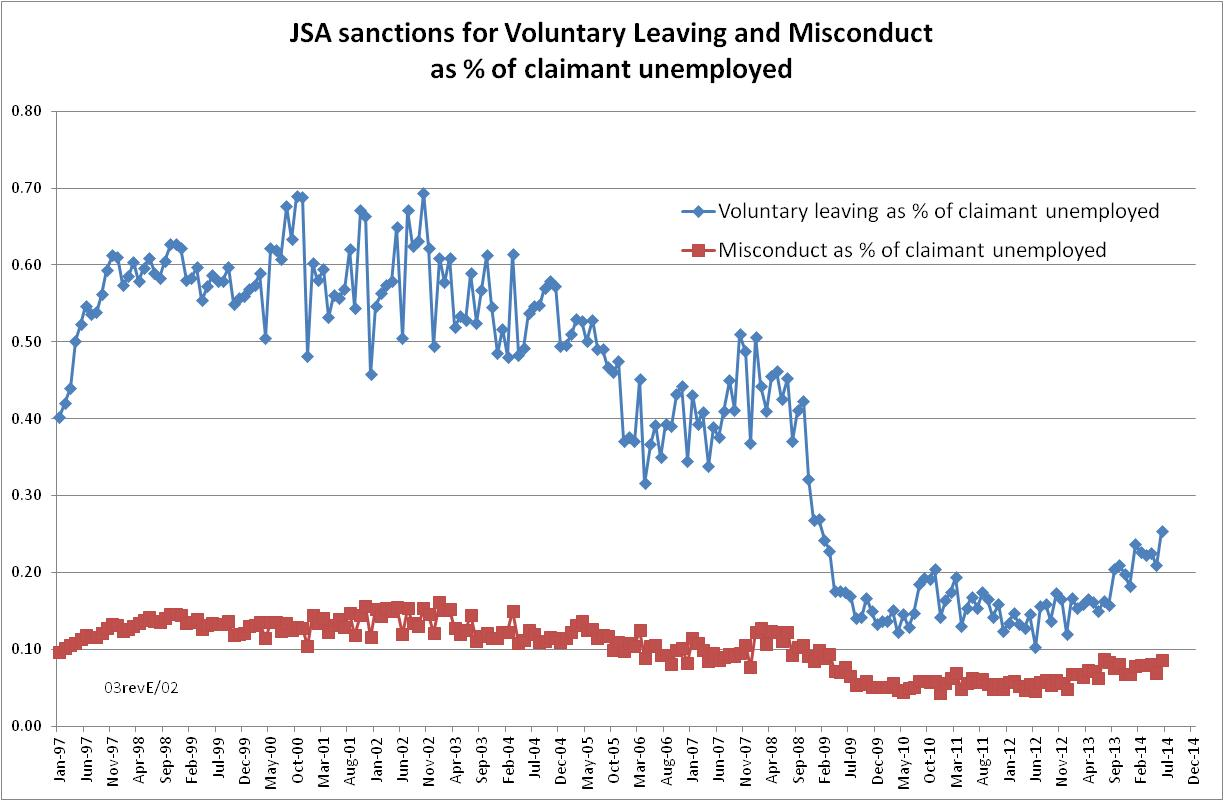 JSA sanctions for Voluntary Leaving and Misconduct
as % of claimant unemployed
0.80
0.70
0.60
0.50
0.40
0.30
0.20
0.10
0.00
Voluntary leaving as % of claimant unemployed
Misconduct as % of claimant unemployed
03revE/02
Jan-97
Jun-97
Nov-97
Apr-98
Sep-98
Feb-99
Jul-99
Dec-99
May-00
Oct-00
Mar-01
Aug-01
Jan-02
Jun-02
Nov-02
Apr-03
Sep-03
Feb-04
Jul-04
Dec-04
May-05
Oct-05
Mar-06
Aug-06
Jan-07
Jun-07
Nov-07
Apr-08
Sep-08
Feb-09
Jul-09
Dec-09
May-10
Oct-10
Mar-11
Aug-11
Jan-12
Jun-12
Nov-12
Apr-13
Sep-13
Feb-14
Jul-14
Dec-14